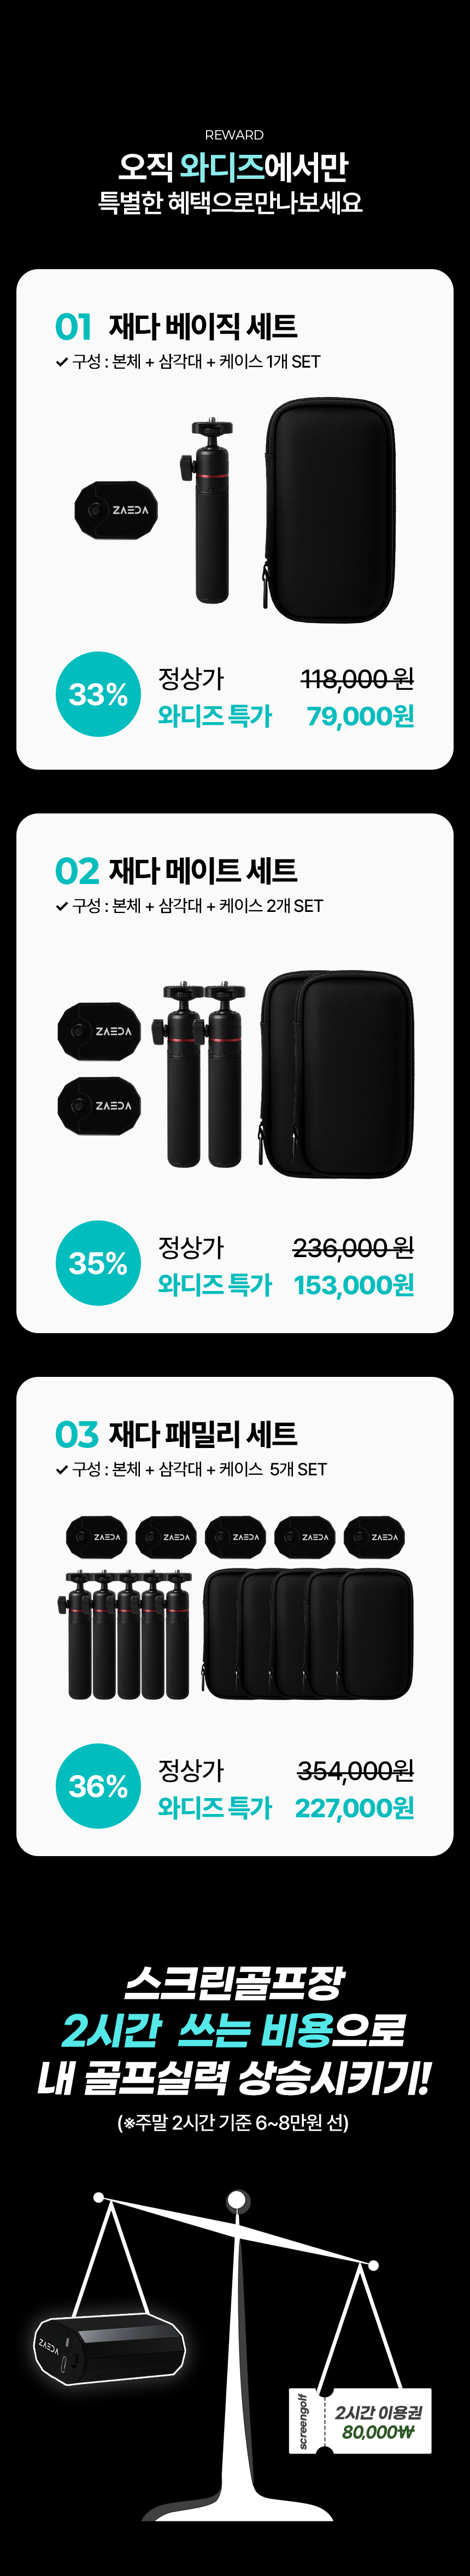 REWARD
오직 와디즈에서만
특별한 혜택으로만나보세요
01 재다 베이직 세트
✓ 구성 : 본체 + 삼각대 + 케이스 1개 SET
ZAEDA
33%
정상가 118,000 원
와디즈 특가 79,000원
02 재다 메이트 세트
✓ 구성 : 본체 + 삼각대 + 케이스 2개 SET
ZAEDA
ZAEDA
35%
정상가 236,000 원
와디즈 특가 153,000원
03 재다 패밀리 세트
✓ 구성 : 본체 + 삼각대 + 케이스 5개 SET
ZAEDA ZAEDA ZAEDA ZAEDA ZAEDA
36%
정상가 354,000원
와디즈 특가 227,000원
스크린골프장
2시간 쓰는 비용으로
내 골프실력 상승시키기!
(※주말 2시간 기준 6~8만원 선)
ZAEDA
screengolf
2시간 이용권
80,000₩